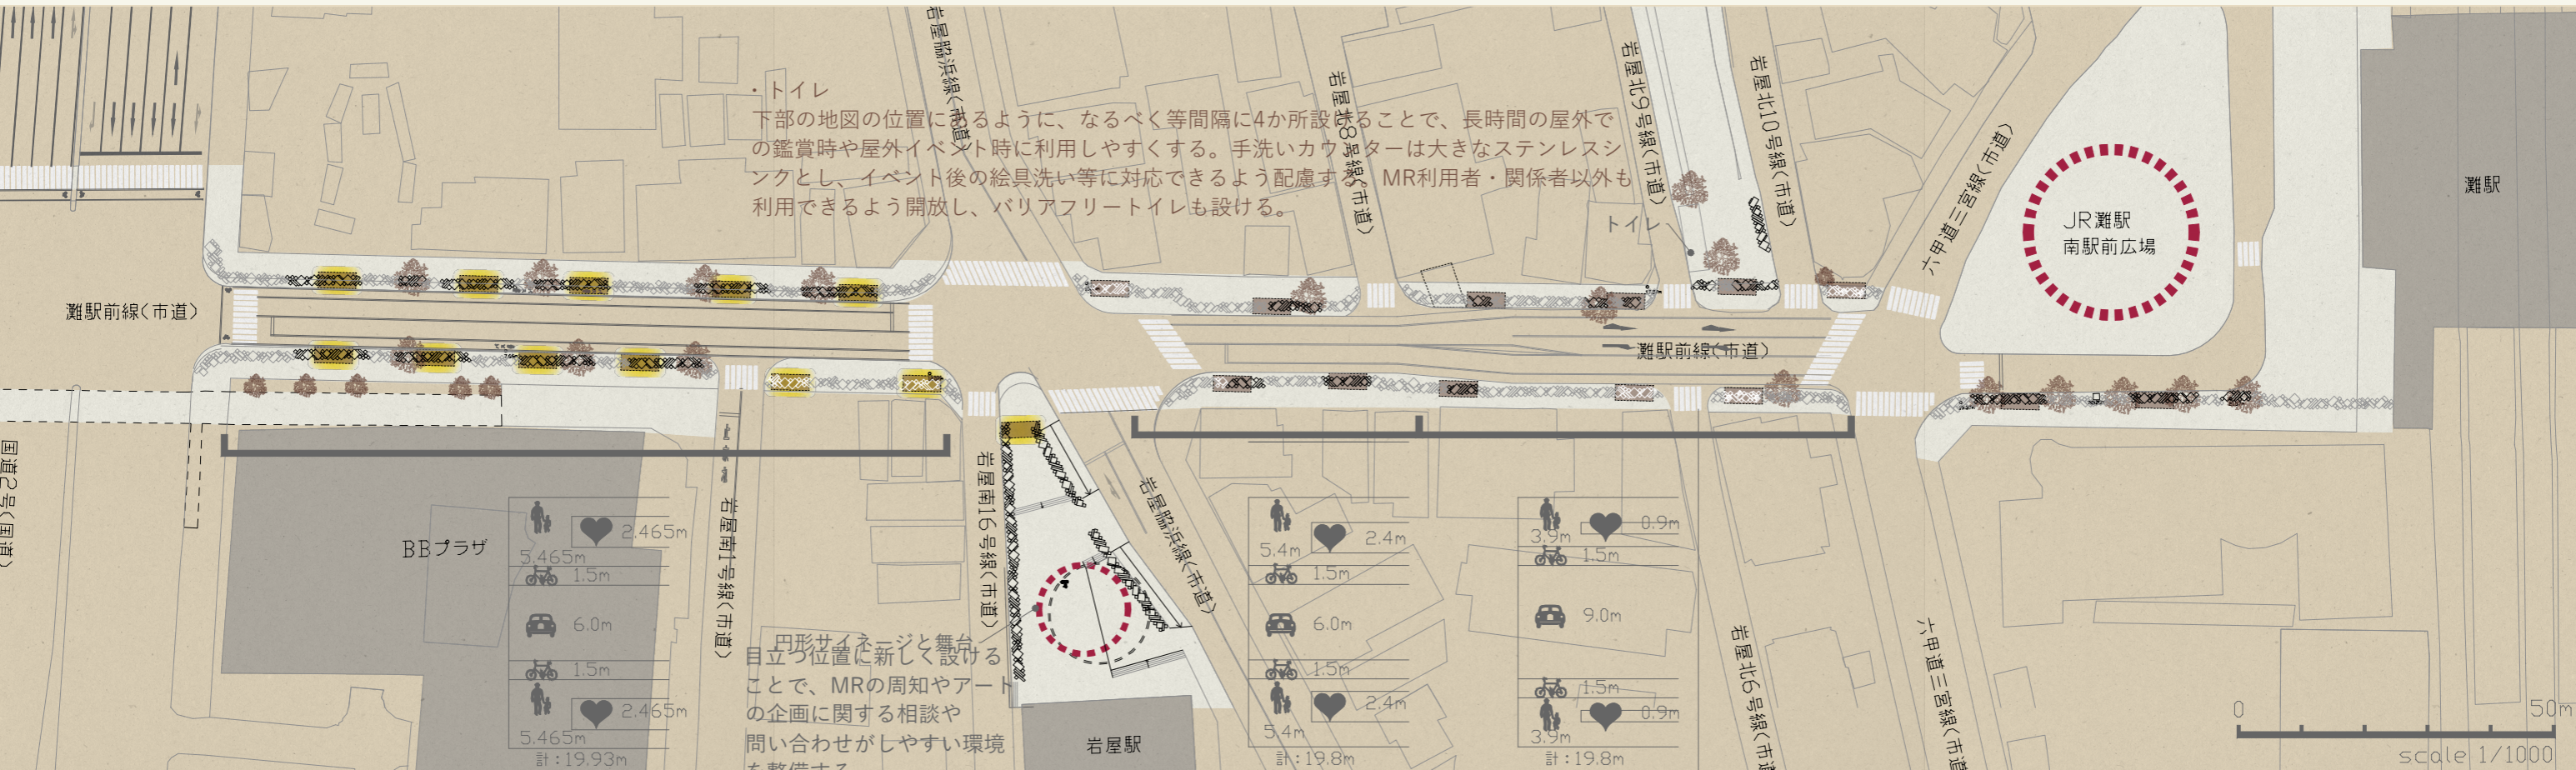 ・トイレ
下部の地図の位置にあるように、なるべく等間隔に4か所設けることで、長時間の屋外で
の鑑賞時や屋外イベント時に利用しやすくする。手洗いカウンターは大きなステンレスシ
ンクとし、イベント後の絵具洗い等に対応できるよう配慮する。MR利用者・関係者以外も
利用できるよう開放し、バリアフリートイレも設ける。
岩屋脇浜線(市道)
岩屋北8号線(市道)
岩屋北9号線(市道)
岩屋北10号線(市道)
六甲道三宮線(市道)
トイレ
JR灘駅
南駅前広場
灘駅
灘駅前線(市道)
灘駅前線(市道)
国道2号(国道)
BBプラザ
岩屋南1号線(市道)
岩屋南16号線(市道)
岩屋脇浜線(市道)
岩屋北6号線(市道
六甲道三宮線(市道
円形サイネージと舞台
目立つ位置に新しく設ける
ことで、MRの周知やアート
の企画に関する相談や
問い合わせがしやすい環境
を整備する
岩屋駅
2.465m
5.465m
1.5m
6.0m
1.5m
2.465m
5.465m
計:19.93m
2.4m
5.4m
1.5m
6.0m
1.5m
2.4m
5.4m
計:19.8m
0.9m
3.9m
1.5m
9.0m
1.5m
0.9m
3.9m
計:19.8m
0
50m
scale 1/1000